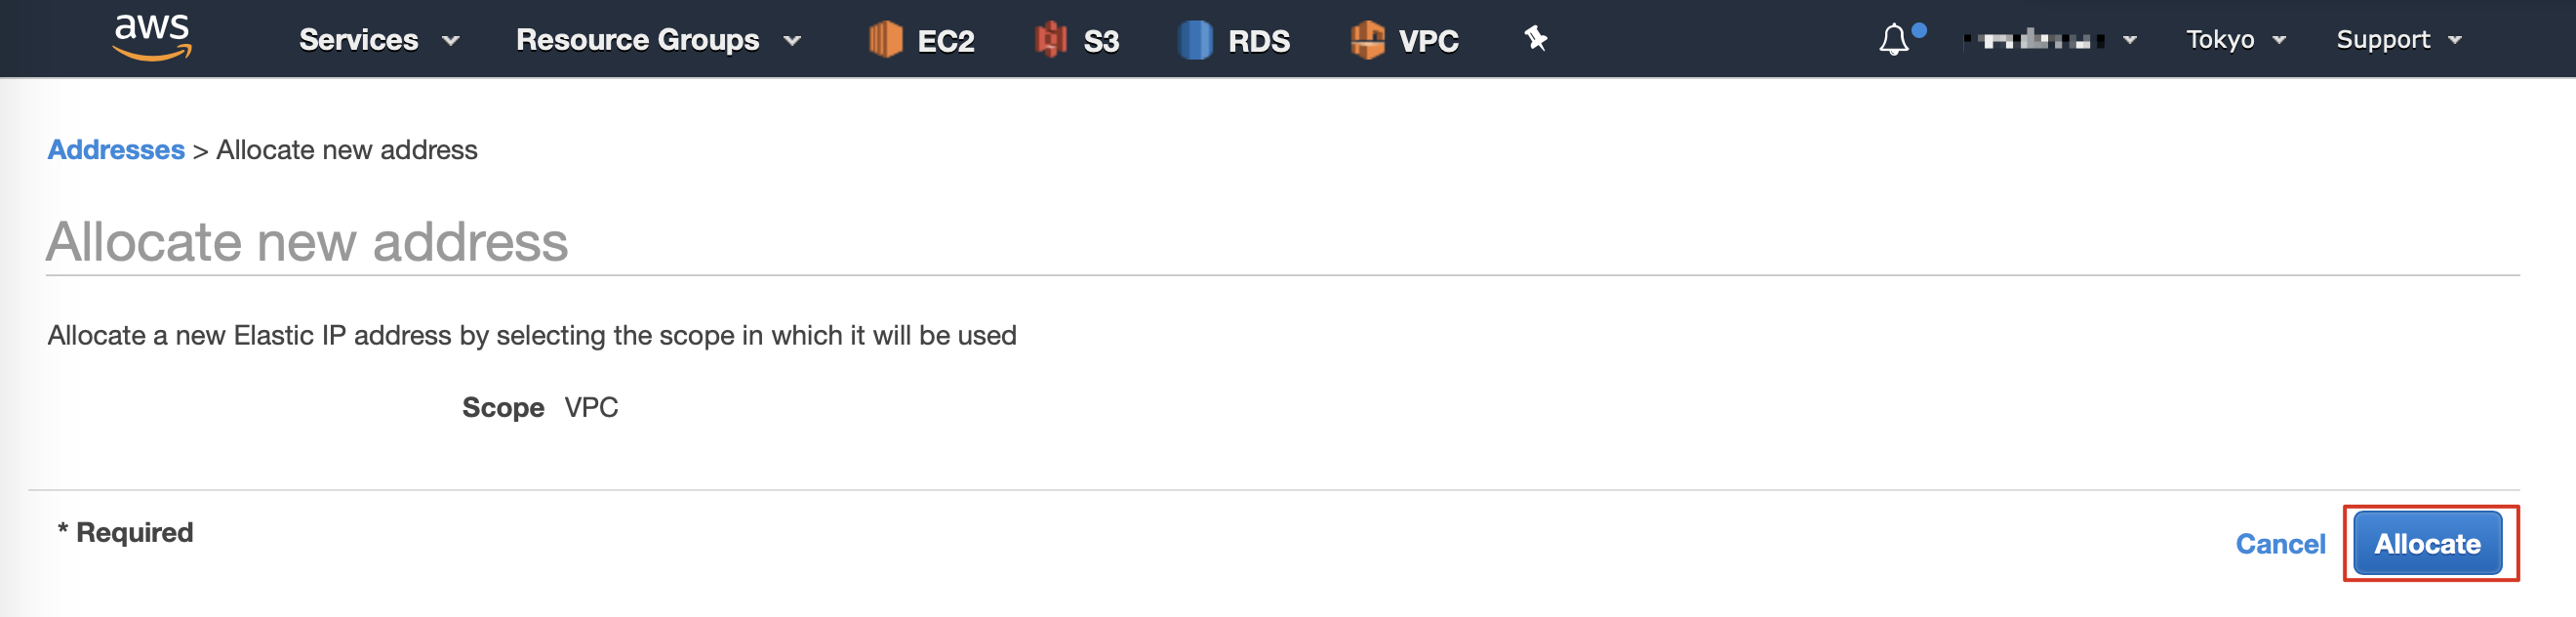 aws Services Resource Groups EC2 S3 RDS VPC Tokyo Support
Addresses > Allocate new address
Allocate new address
Allocate a new Elastic IP address by selecting the scope in which it will be used
Scope VPC
* Required
Cancel Allocate